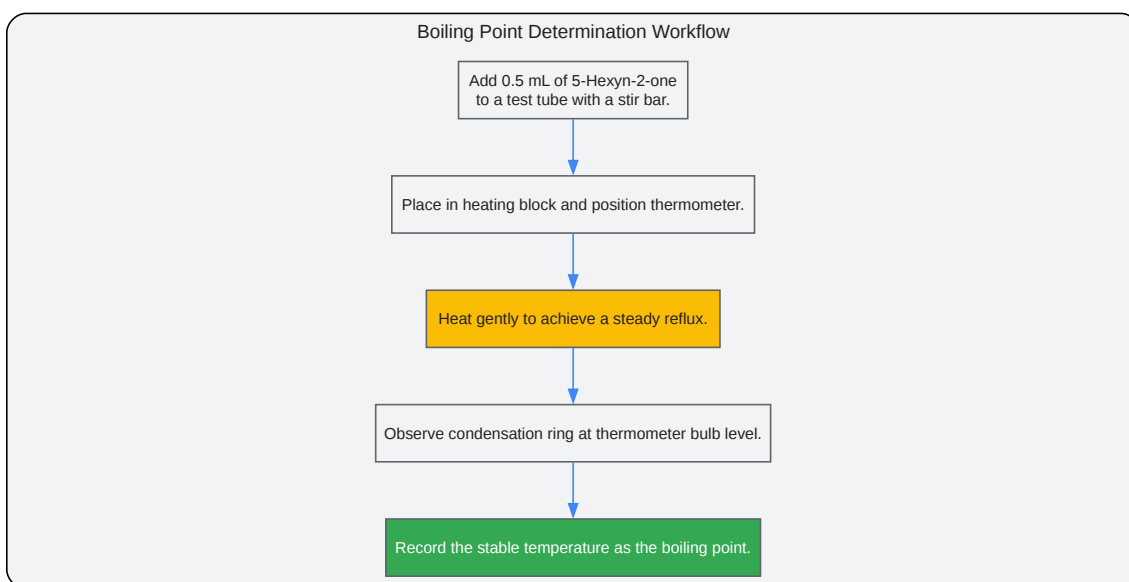 Boiling Point Determination Workflow
Add 0.5 mL of 5-Hexyn-2-one
to a test tube with a stir bar.
Place in heating block and position thermometer.
Heat gently to achieve a steady reflux.
Observe condensation ring at thermometer bulb level.
Record the stable temperature as the boiling point.